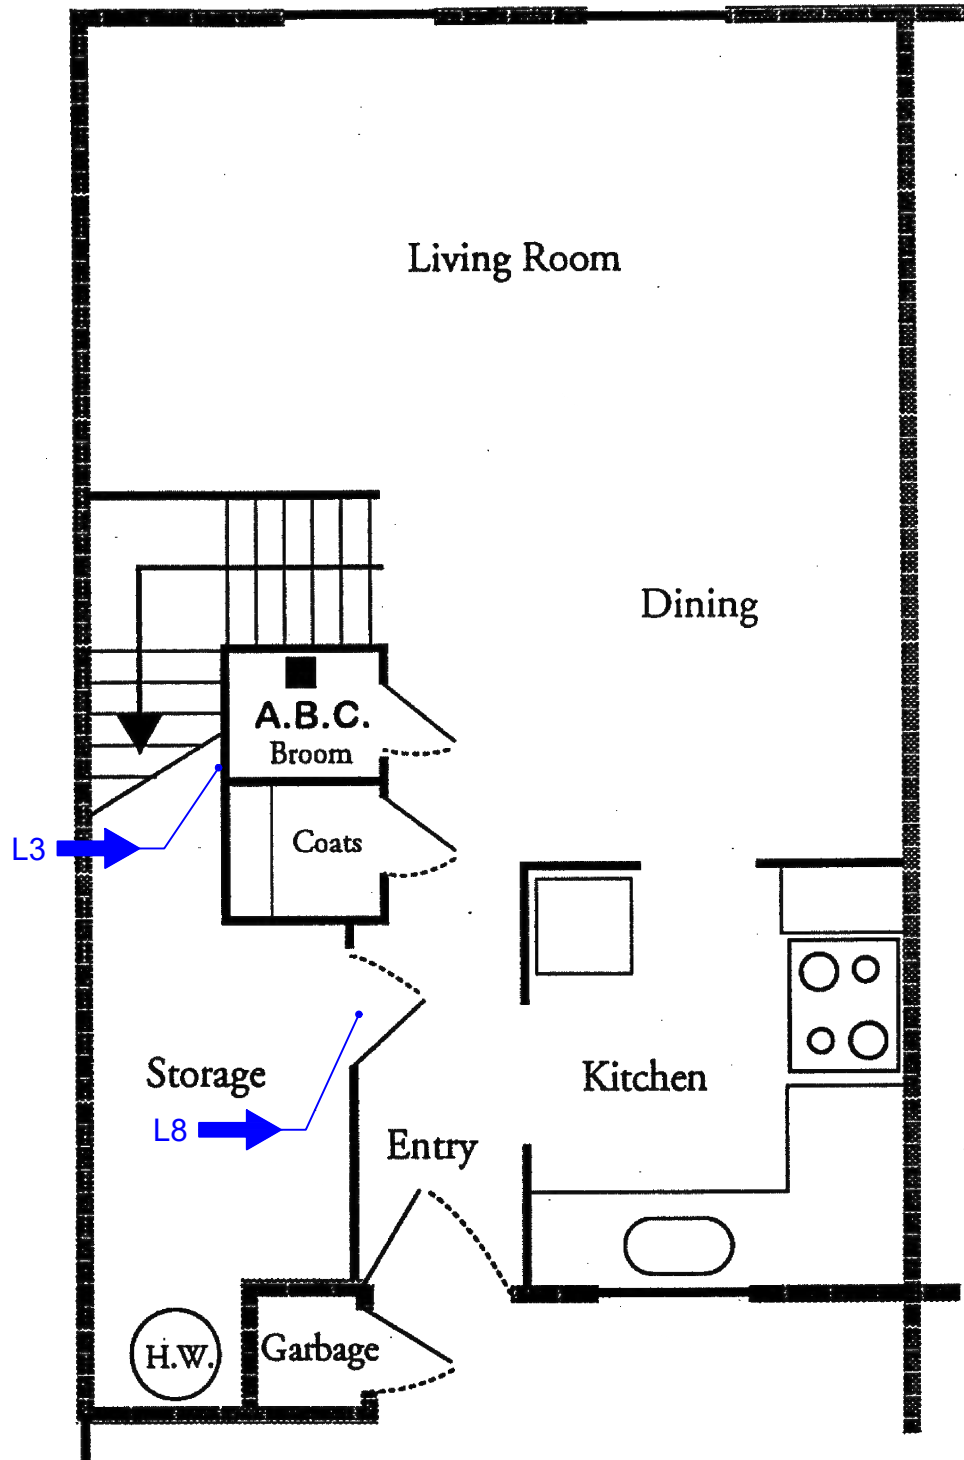 Living Room
Dining
A.B.C.
Broom
Coats
L3
Storage
Kitchen
L8
Entry
H.W.
Garbage